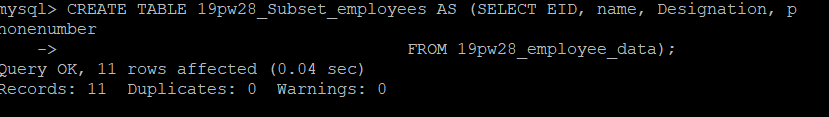 mysql> CREATE TABLE 19pw28_Subset_employees AS (SELECT EID, name, Designation, p
honenumber
    ->                                    FROM 19pw28_employee_data);
Query OK, 11 rows affected (0.04 sec)
Records: 11  Duplicates: 0  Warnings: 0